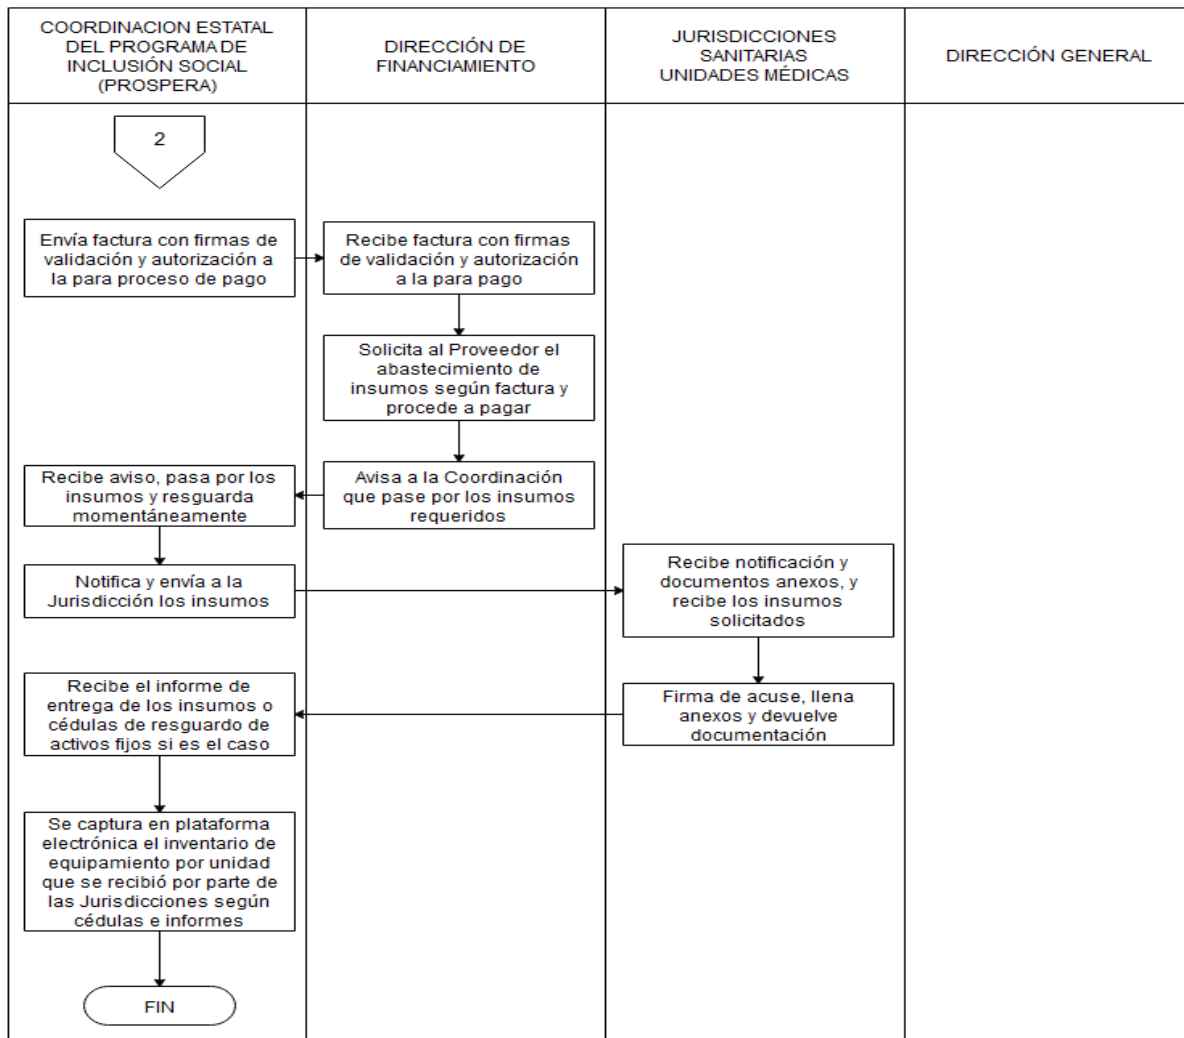 COORDINACION ESTATAL
DEL PROGRAMA DE
INCLUSIÓN SOCIAL
(PROSPERA)
DIRECCIÓN DE
FINANCIAMIENTO
JURISDICCIONES
SANITARIAS
UNIDADES MÉDICAS
DIRECCIÓN GENERAL
2
Envía factura con firmas de
validación y autorización a
la para proceso de pago
Recibe factura con firmas
de validación y autorización
a la para pago
Solicita al Proveedor el
abastecimiento de
insumos según factura y
procede a pagar
Avisa a la Coordinación
que pase por los insumos
requeridos
Recibe aviso, pasa por los
insumos y resguarda
momentáneamente
Notifica y envía a la
Jurisdicción los insumos
Recibe notificación y
documentos anexos, y
recibe los insumos
solicitados
Firma de acuse, llena
anexos y devuelve
documentación
Recibe el informe de
entrega de los insumos o
cédulas de resguardo de
activos fijos si es el caso
Se captura en plataforma
electrónica el inventario de
equipamiento por unidad
que se recibió por parte de
las Jurisdicciones según
cédulas e informes
FIN